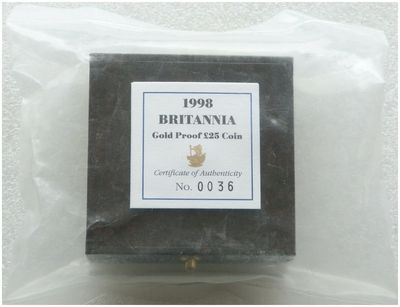 1998
BRITANNIA
Gold Proof £25 Coin
Certificate of Authenticity
No. 0036